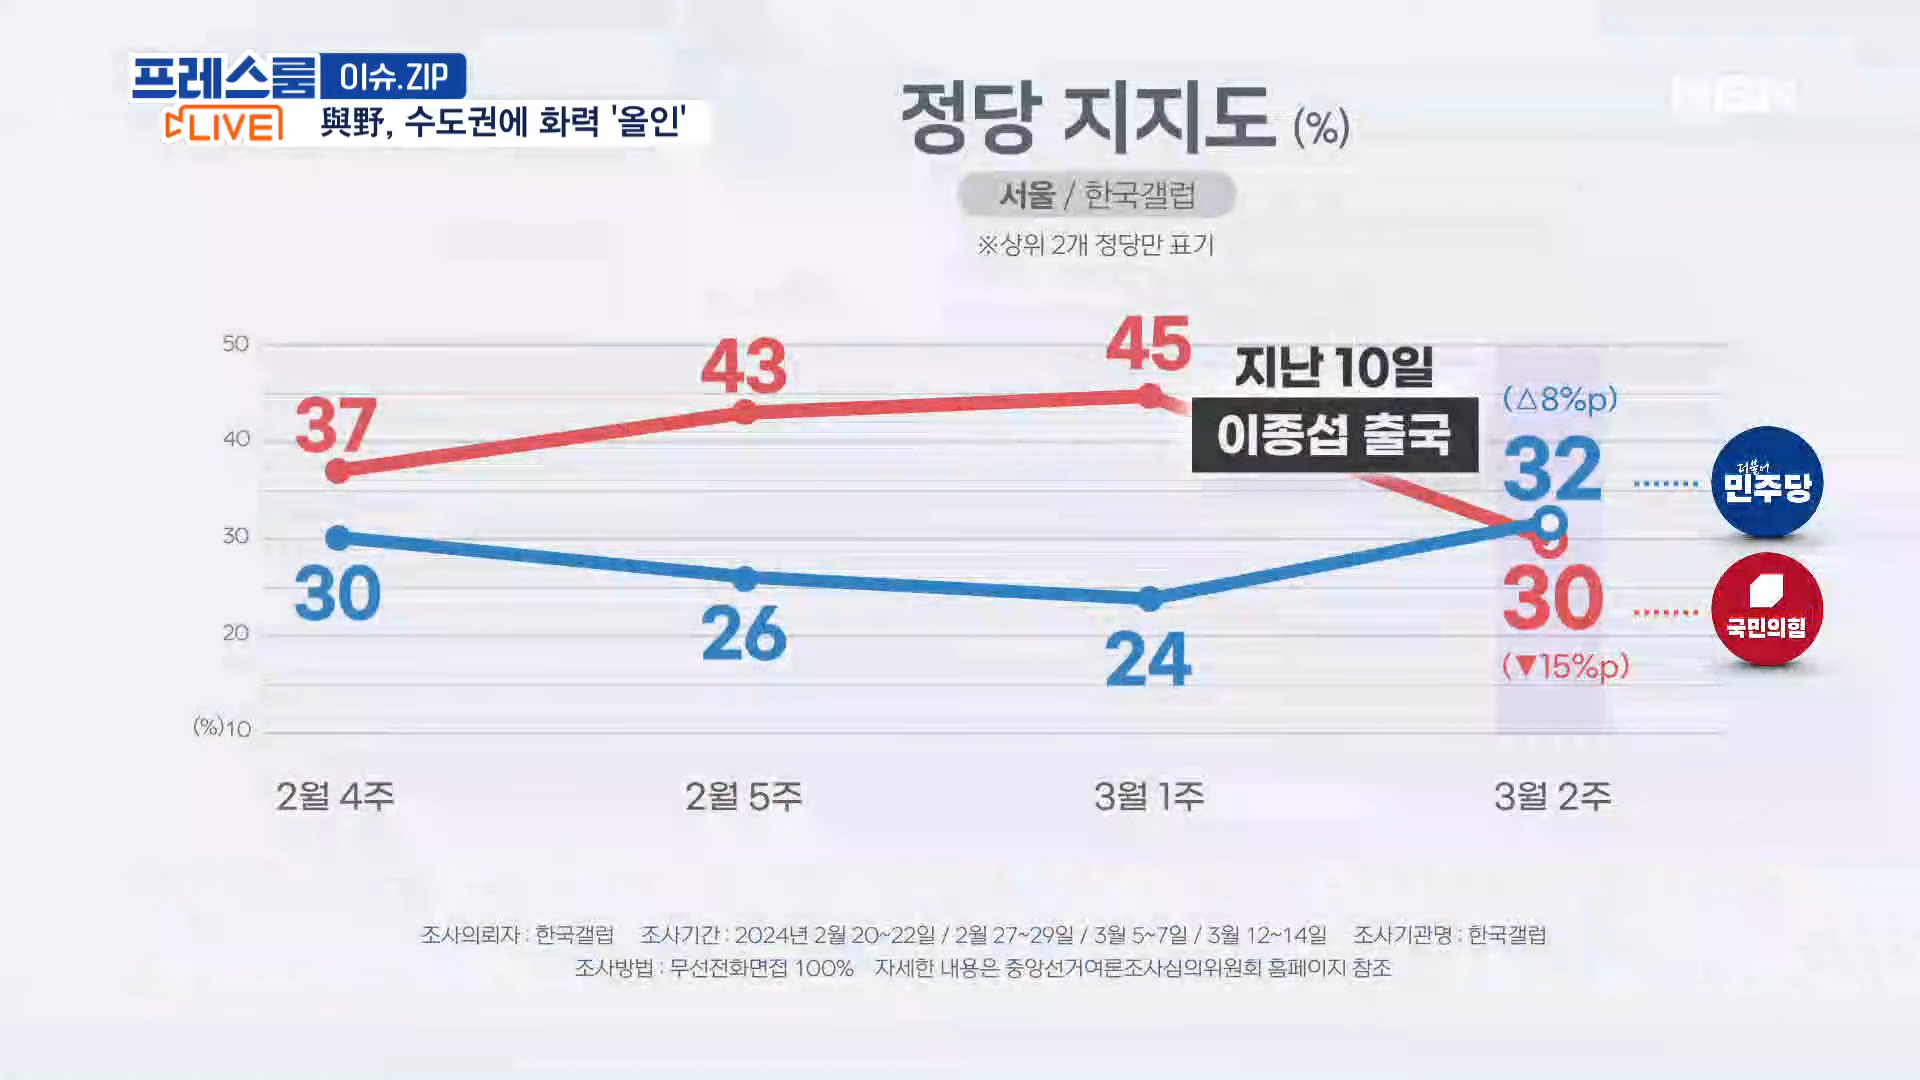 프레스룸 이슈.ZIP
LIVE! 與野, 수도권에 화력 '올인'
MBN
정당 지지도 (%)
서울 / 한국갤럽
※상위 2개 정당만 표기
50
40
30
20
(%)10
37
43
45
30
26
24
지난 10일
이종섭 출국
(△8%p)
32
더불어
민주당
30
국민의힘
(▼15%p)
2월 4주
2월 5주
3월 1주
3월 2주
조사의뢰자 : 한국갤럽 조사기간 : 2024년 2월 20~22일 / 2월 27~29일 / 3월 5~7일 / 3월 12~14일 조사기관명 : 한국갤럽
조사방법 : 무선전화면접 100% 자세한 내용은 중앙선거여론조사심의위원회 홈페이지 참조